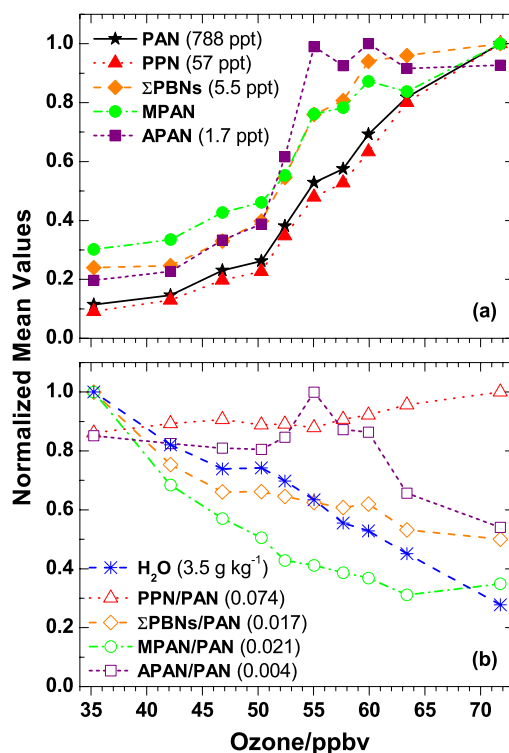 1.0
0.8
0.6
0.4
0.2
0.0
PAN (788 ppt)
PPN (57 ppt)
ΣPBNs (5.5 ppt)
MPAN
APAN (1.7 ppt)
(a)
Normalized Mean Values
1.0
0.8
0.6
0.4
0.2
0.0
H₂O (3.5 g kg⁻¹)
PPN/PAN (0.074)
ΣPBNs/PAN (0.017)
MPAN/PAN (0.021)
APAN/PAN (0.004)
(b)
35 40 45 50 55 60 65 70
Ozone/ppbv